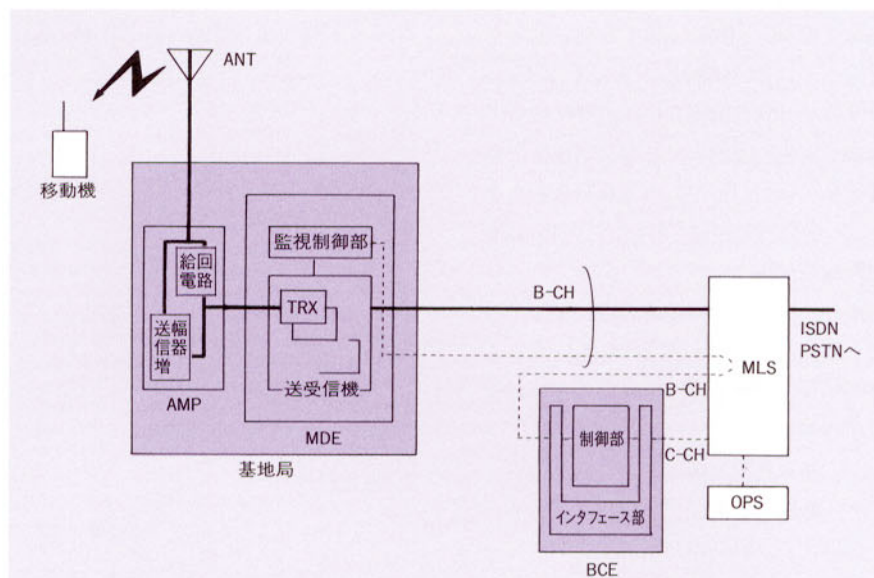 ANT
移動機
監視制御部
給回
電路
TRX
送幅
信器
増
送受信機
AMP
MDE
基地局
B-CH
ISDN
PSTNへ
MLS
B-CH
制御部
C-CH
インタフェース部
OPS
BCE